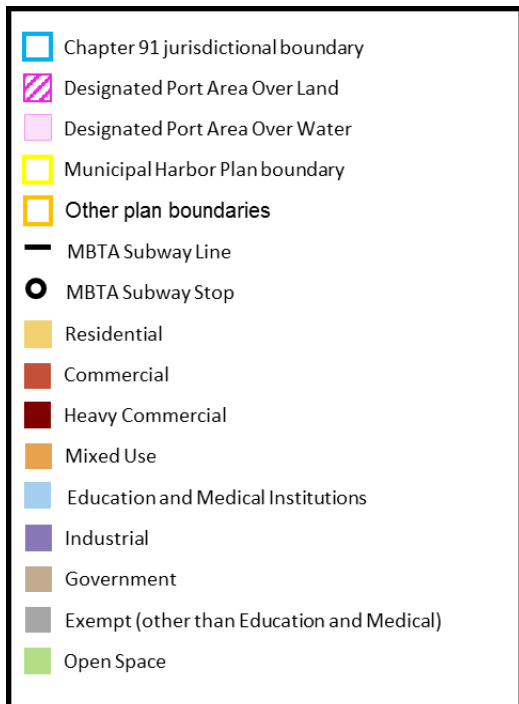 Chapter 91 jurisdictional boundary
Designated Port Area Over Land
Designated Port Area Over Water
Municipal Harbor Plan boundary
Other plan boundaries
MBTA Subway Line
MBTA Subway Stop
Residential
Commercial
Heavy Commercial
Mixed Use
Education and Medical Institutions
Industrial
Government
Exempt (other than Education and Medical)
Open Space